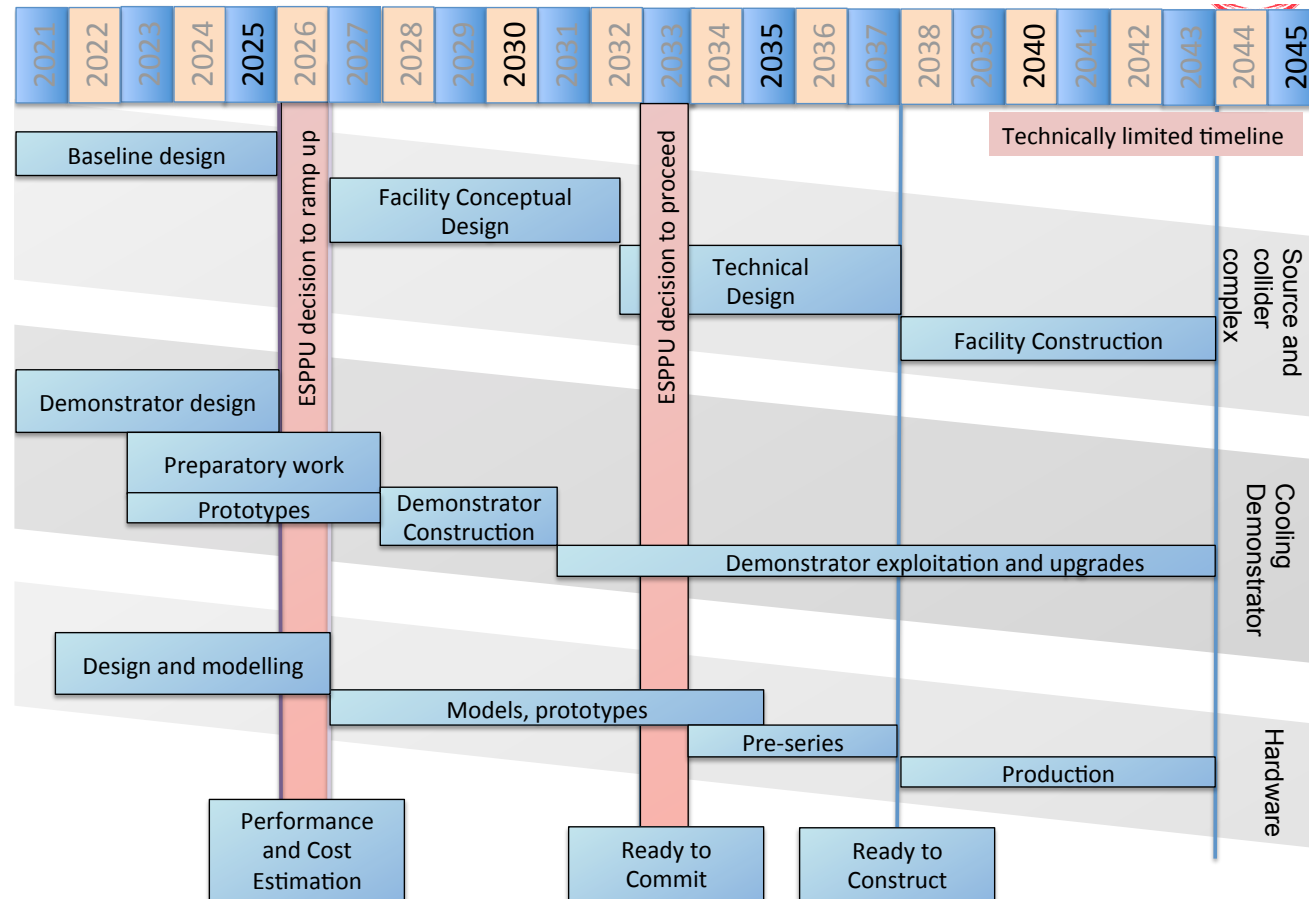 2021
2022
2023
2024
2025
2026
2027
2028
2029
2030
2031
2032
2033
2034
2035
2036
2037
2038
2039
2040
2041
2042
2043
2044
2045
Technically limited timeline
Baseline design
ESPPU decision to ramp up
Facility Conceptual
Design
ESPPU decision to proceed
Technical
Design
Facility Construction
Source and
collider
complex
Demonstrator design
Preparatory work
Prototypes
Demonstrator
Construction
Demonstrator exploitation and upgrades
Cooling
Demonstrator
Design and modelling
Models, prototypes
Pre-series
Production
Hardware
Performance
and Cost
Estimation
Ready to
Commit
Ready to
Construct